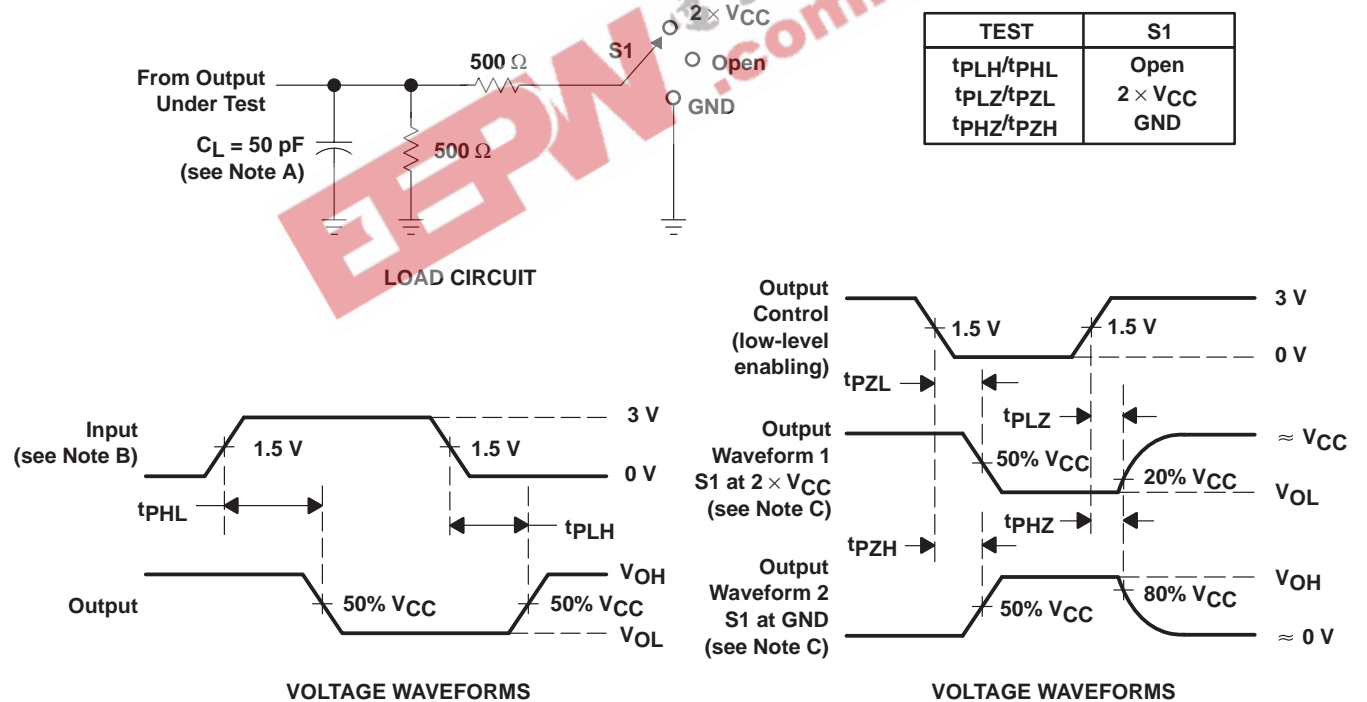 2 × VCC
S1
Open
GND
500 Ω
From Output
Under Test
CL = 50 pF
(see Note A)
500 Ω
LOAD CIRCUIT
EEPW
.com
TEST S1
tPLH/tPHL Open
tPLZ/tPZL 2 × VCC
tPHZ/tPZH GND
Input
(see Note B)
1.5 V
1.5 V
3 V
0 V
tPHL
tPLH
Output
50% VCC
50% VCC
VOH
VOL
VOLTAGE WAVEFORMS
Output
Control
(low-level
enabling)
1.5 V
1.5 V
3 V
0 V
tPZL
tPLZ
Output
Waveform 1
S1 at 2 × VCC
(see Note C)
50% VCC
20% VCC
≈ VCC
VOL
tPZH
tPHZ
Output
Waveform 2
S1 at GND
(see Note C)
50% VCC
80% VCC
VOH
≈ 0 V
VOLTAGE WAVEFORMS